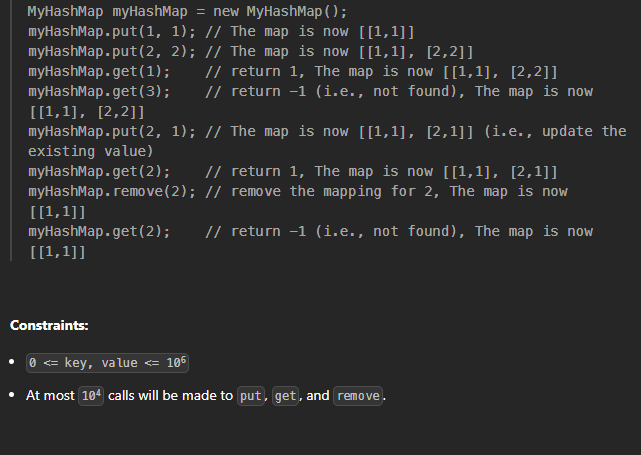 MyHashMap myHashMap = new MyHashMap();
myHashMap.put(1, 1); // The map is now [[1,1]]
myHashMap.put(2, 2); // The map is now [[1,1], [2,2]]
myHashMap.get(1);    // return 1, The map is now [[1,1], [2,2]]
myHashMap.get(3);    // return -1 (i.e., not found), The map is now
[[1,1], [2,2]]
myHashMap.put(2, 1); // The map is now [[1,1], [2,1]] (i.e., update the
existing value)
myHashMap.get(2);    // return 1, The map is now [[1,1], [2,1]]
myHashMap.remove(2); // remove the mapping for 2, The map is now
[[1,1]]
myHashMap.get(2);    // return -1 (i.e., not found), The map is now
[[1,1]]
Constraints:
• 0 <= key, value <= 10⁶
• At most 10⁴ calls will be made to put, get, and remove.